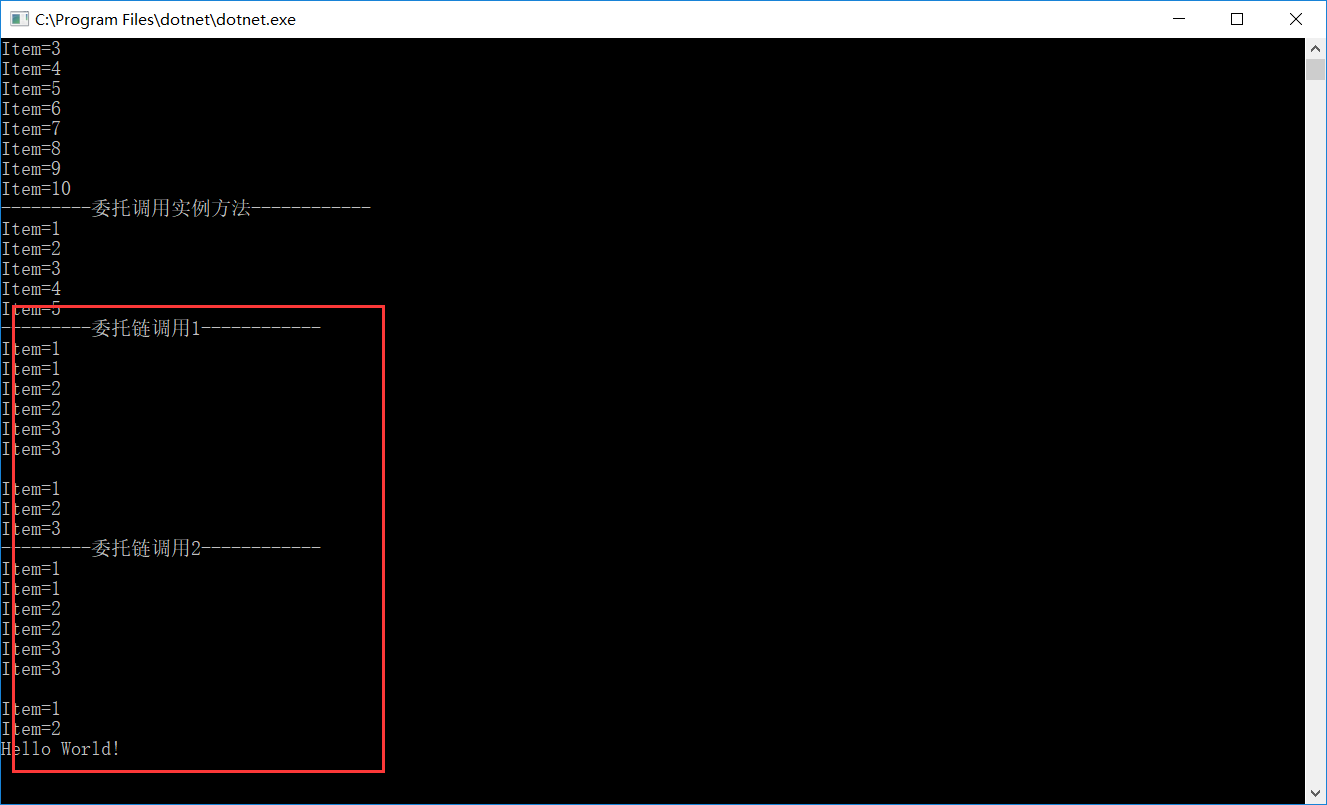 C:\Program Files\dotnet\dotnet.exe
Item=3
Item=4
Item=5
Item=6
Item=7
Item=8
Item=9
Item=10
---------委托调用实例方法------------
Item=1
Item=2
Item=3
Item=4
Item=5
---------委托链调用1------------
Item=1
Item=1
Item=2
Item=2
Item=3
Item=3

Item=1
Item=2
Item=3
---------委托链调用2------------
Item=1
Item=1
Item=2
Item=2
Item=3
Item=3

Item=1
Item=2
Hello World!